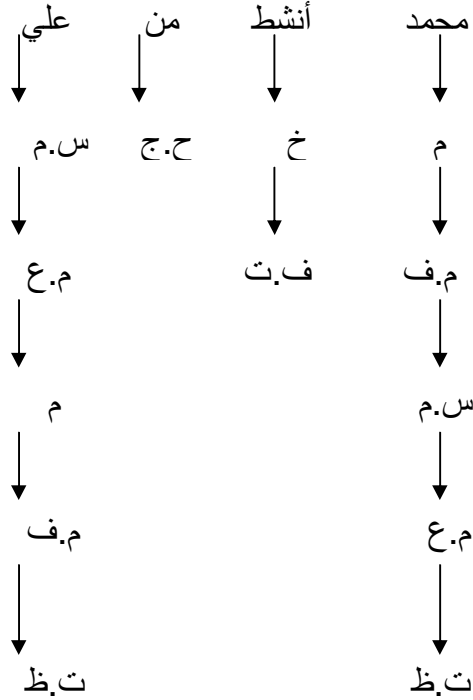 محمد أنشط من علي
م خ ح.ج س.م
م.ف ف.ت م.ع
س.م م
م.ع م.ف
ت.ظ ت.ظ